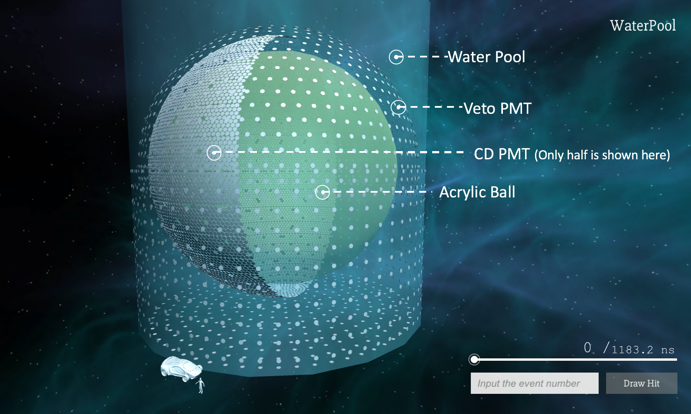 WaterPool
Water Pool
Veto PMT
CD PMT (Only half is shown here)
Acrylic Ball
0 /1183.2 ns
Input the event number
Draw Hit